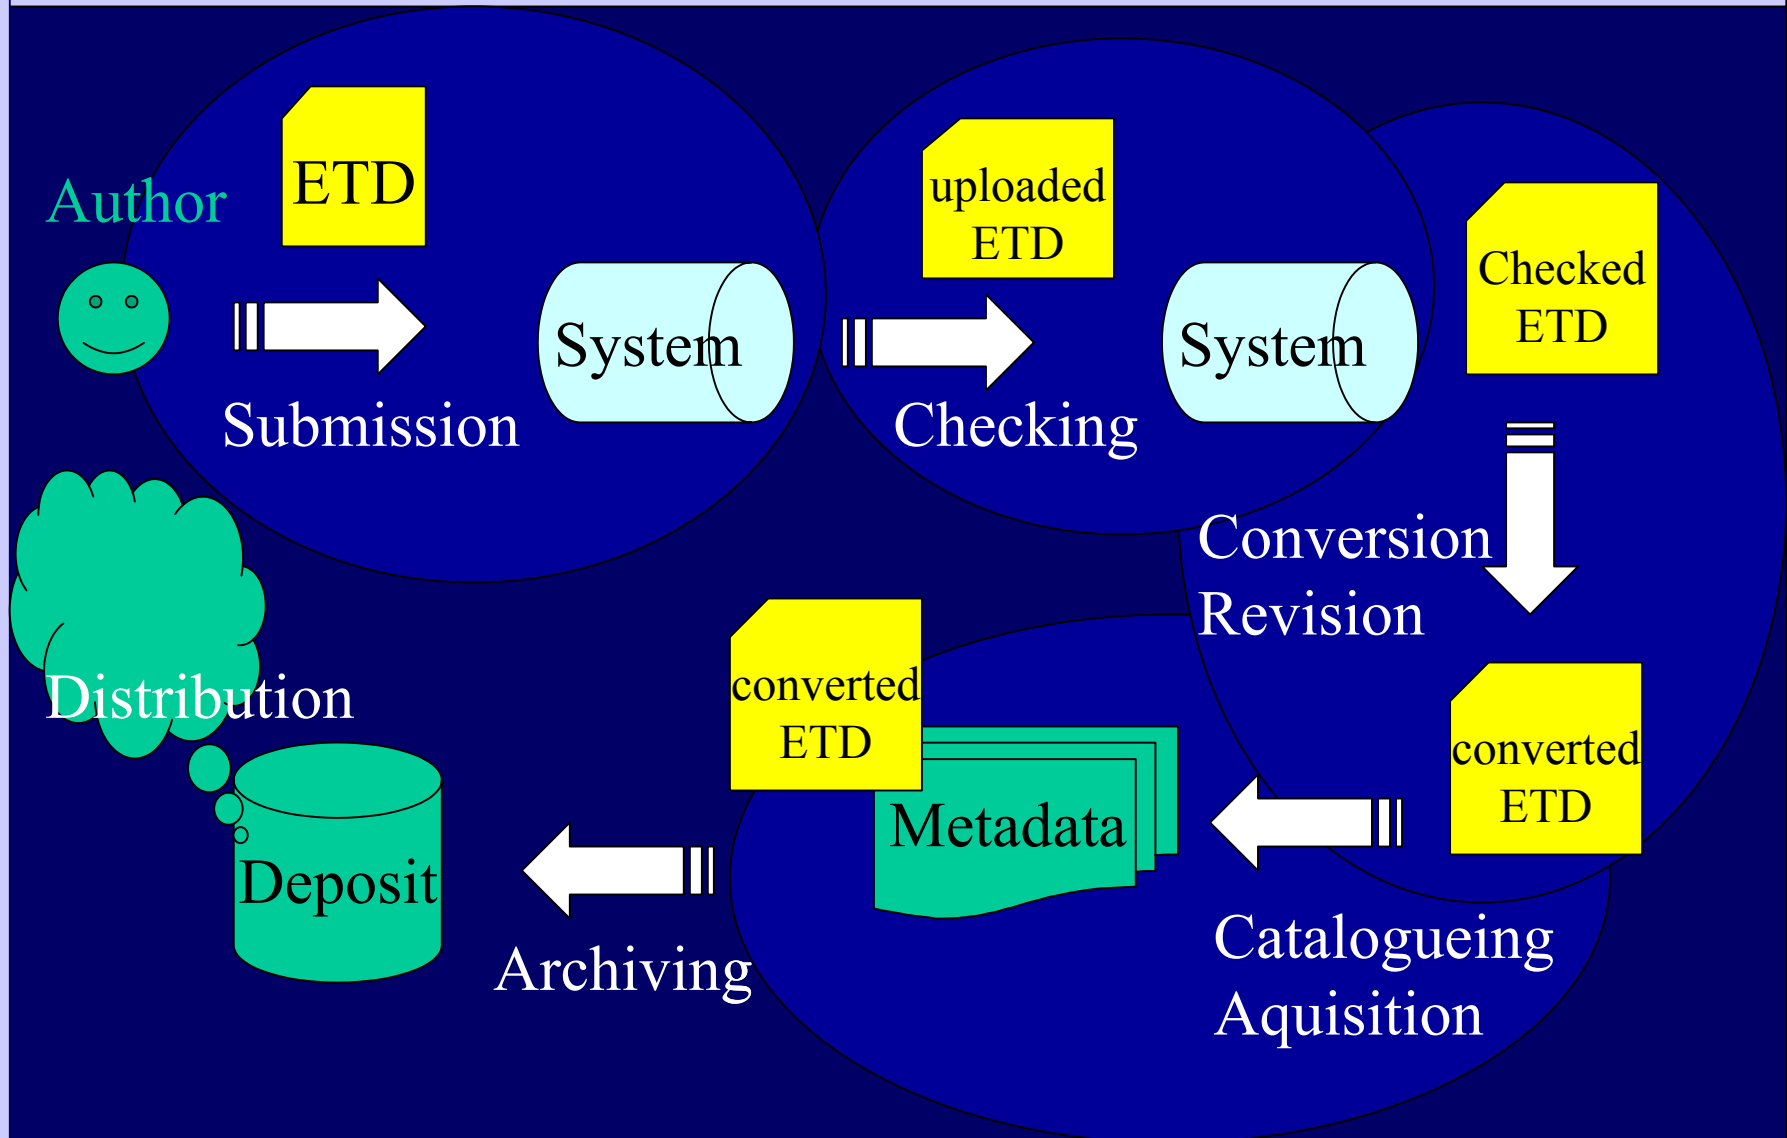 Author
ETD
System
Submission
uploaded
ETD
System
Checking
Checked
ETD
Conversion
Revision
converted
ETD
Catalogueing
Aquisition
converted
ETD
Metadata
Archiving
Deposit
Distribution